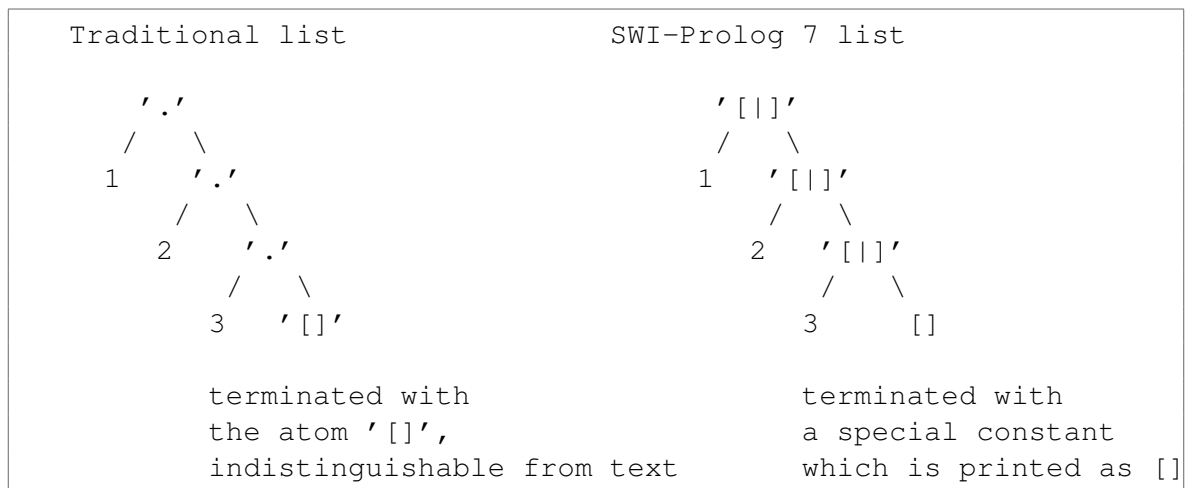 Traditional list                 SWI-Prolog 7 list
'.'                 '[|]'
/    \                 /    \
1    '.'                 1    '[|]'
/    \                 /    \
2    '.'                 2    '[|]'
/    \                 /    \
3    '[]'                 3    []
terminated with                 terminated with
the atom '[]',                 a special constant
indistinguishable from text                 which is printed as []